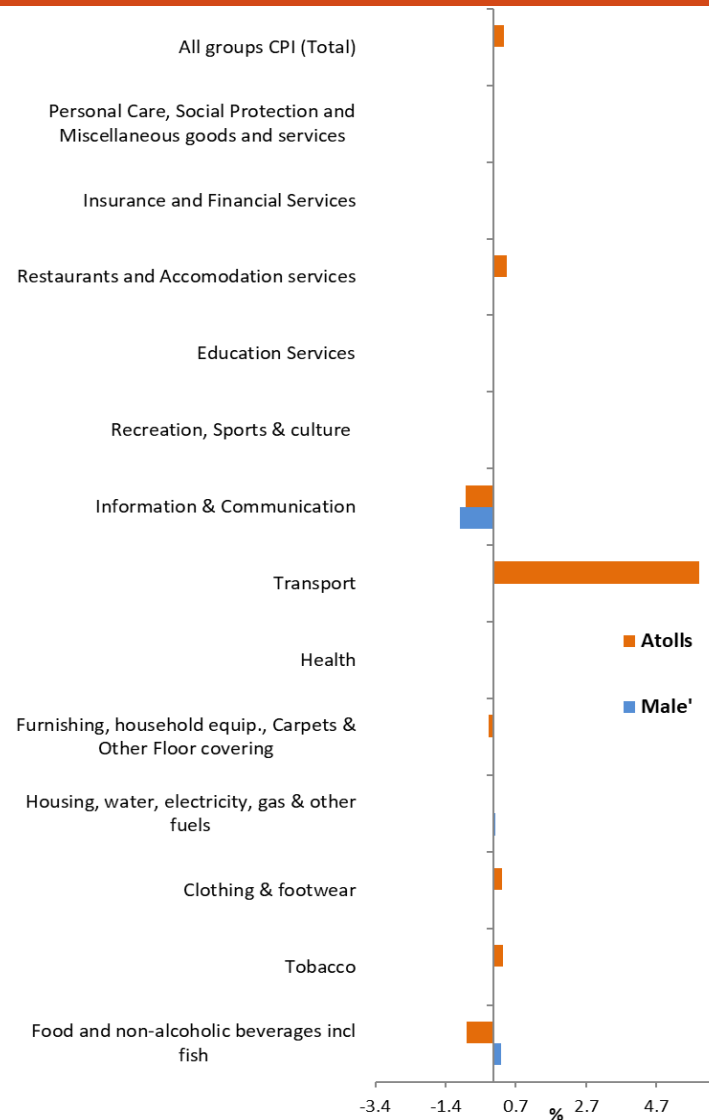 All groups CPI (Total)
Personal Care, Social Protection and
Miscellaneous goods and services
Insurance and Financial Services
Restaurants and Accomodation services
Education Services
Recreation, Sports & culture
Information & Communication
Transport
Health
Furnishing, household equip., Carpets &
Other Floor covering
Housing, water, electricity, gas & other
fuels
Clothing & footwear
Tobacco
Food and non-alcoholic beverages incl
fish
Atolls
Male'
-3.4 -1.4 0.7 2.7 4.7
%